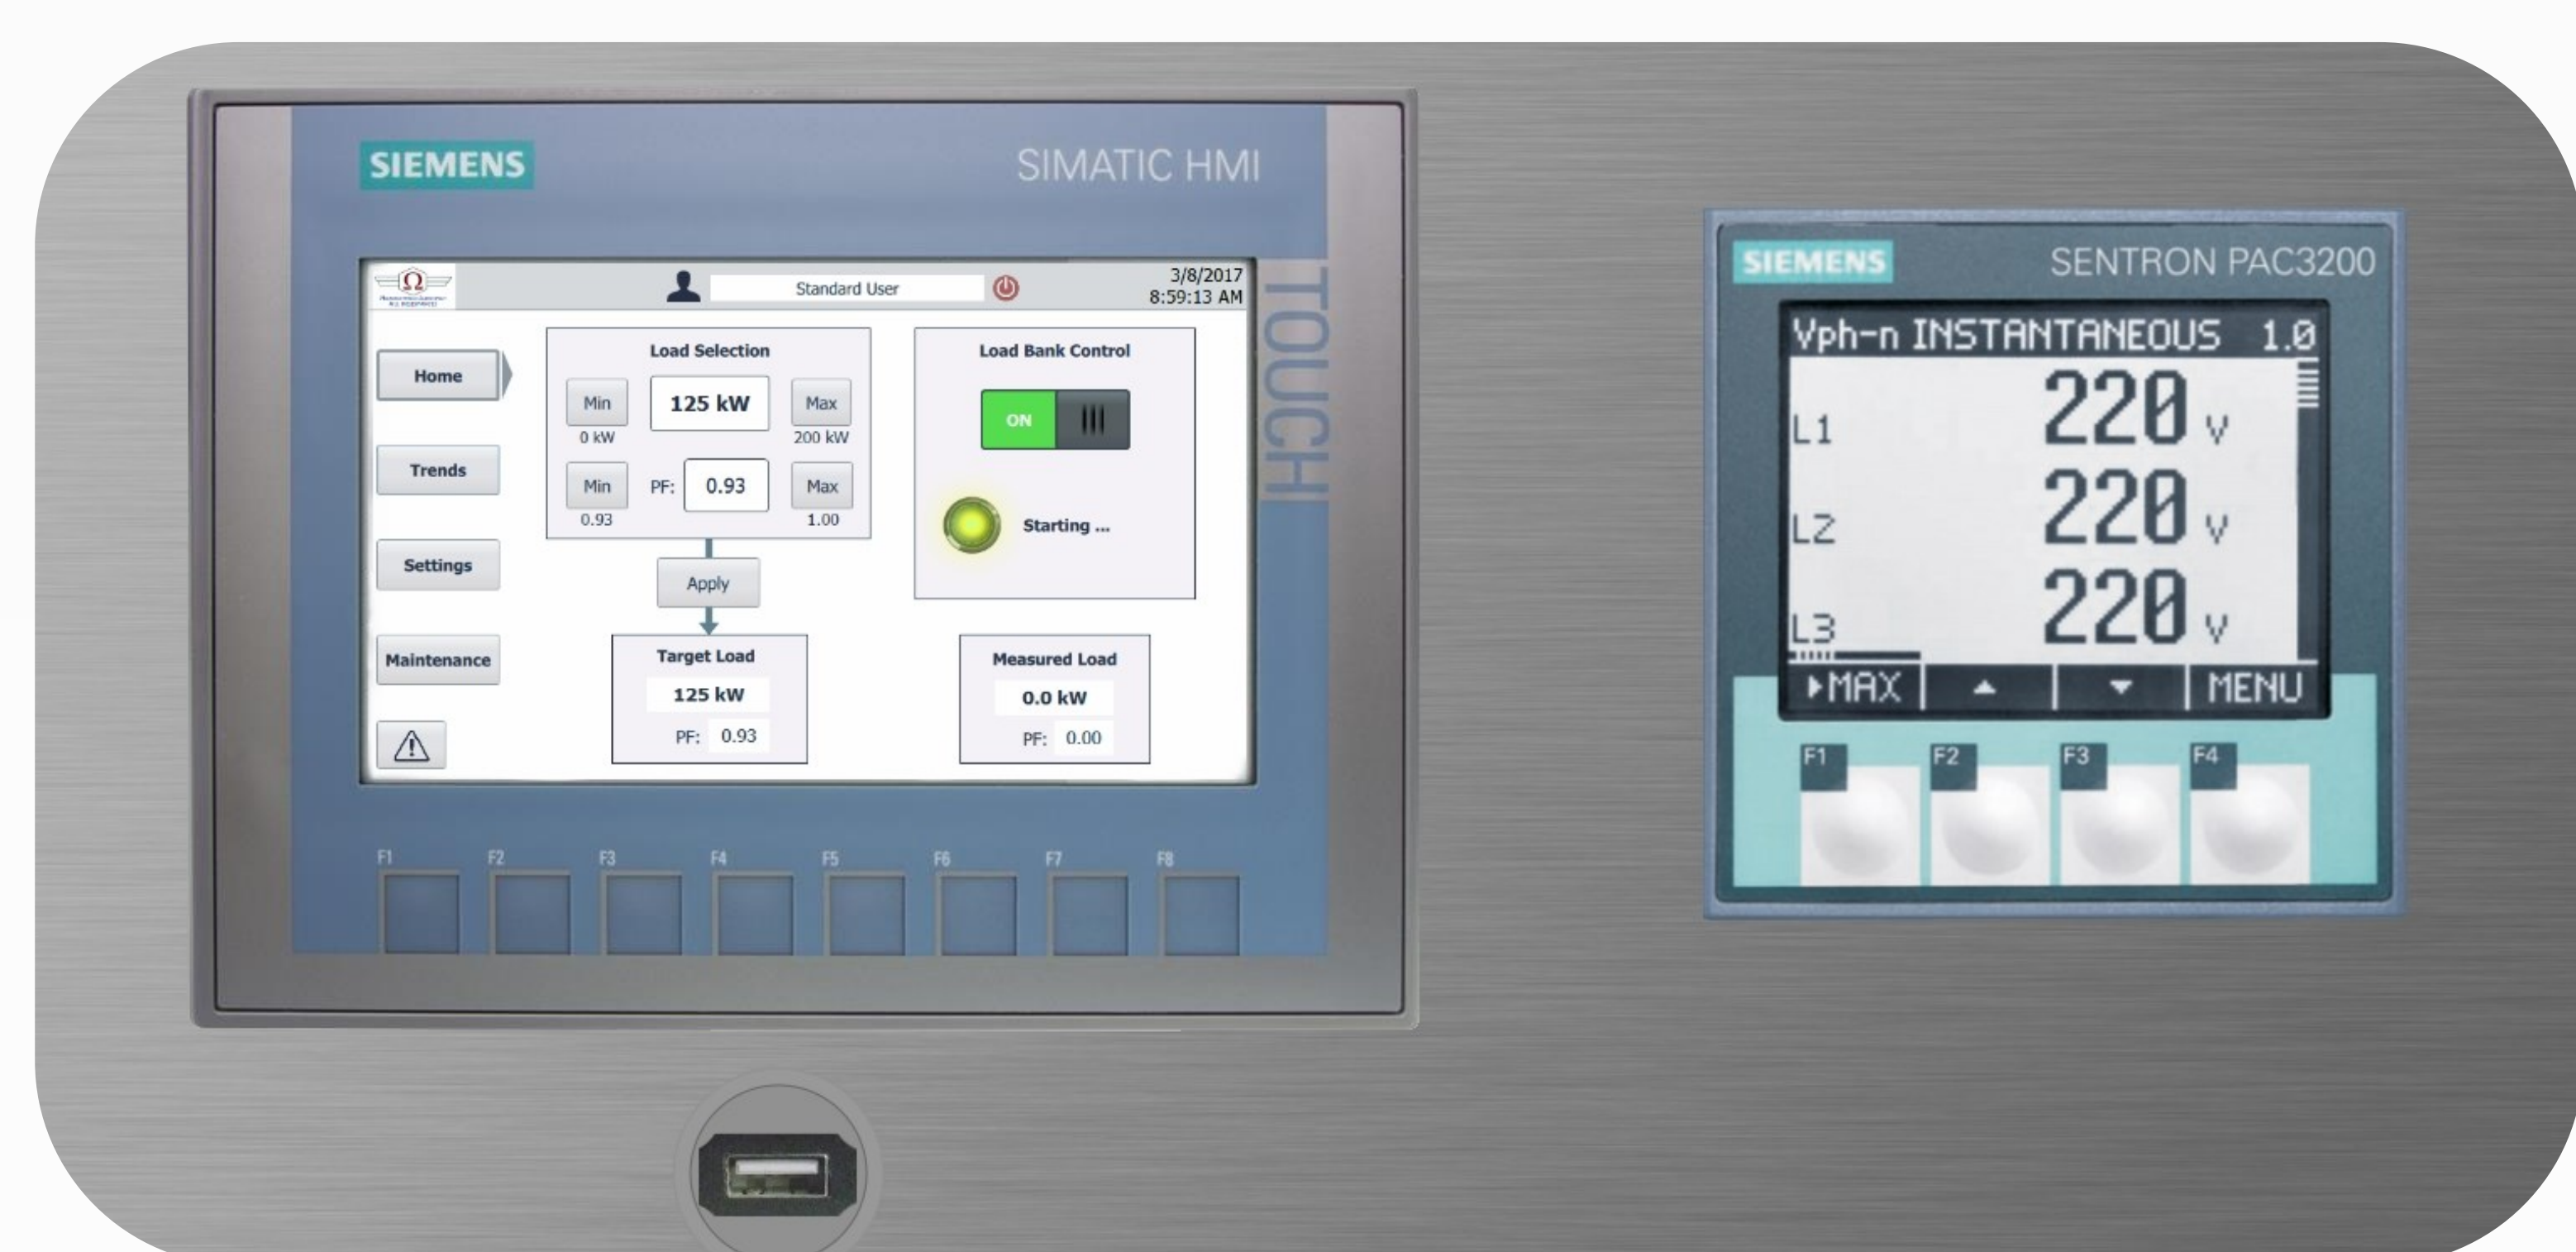 SIEMENS
SIMATIC HMI
TOUCH
Standard User
3/8/2017
8:59:13 AM
Home
Trends
Settings
Maintenance
Load Selection
Min
125 kW
Max
0 kW
200 kW
Min
PF:
0.93
Max
0.93
1.00
Apply
Target Load
125 kW
PF: 0.93
Load Bank Control
ON
Starting ...
Measured Load
0.0 kW
PF: 0.00
F1 F2 F3 F4 F5 F6 F7 F8
SIEMENS
SENTRON PAC3200
Vph-n INSTANTANEOUS 1.0
L1 220 V
L2 220 V
L3 220 V
MAX
MENU
F1 F2 F3 F4